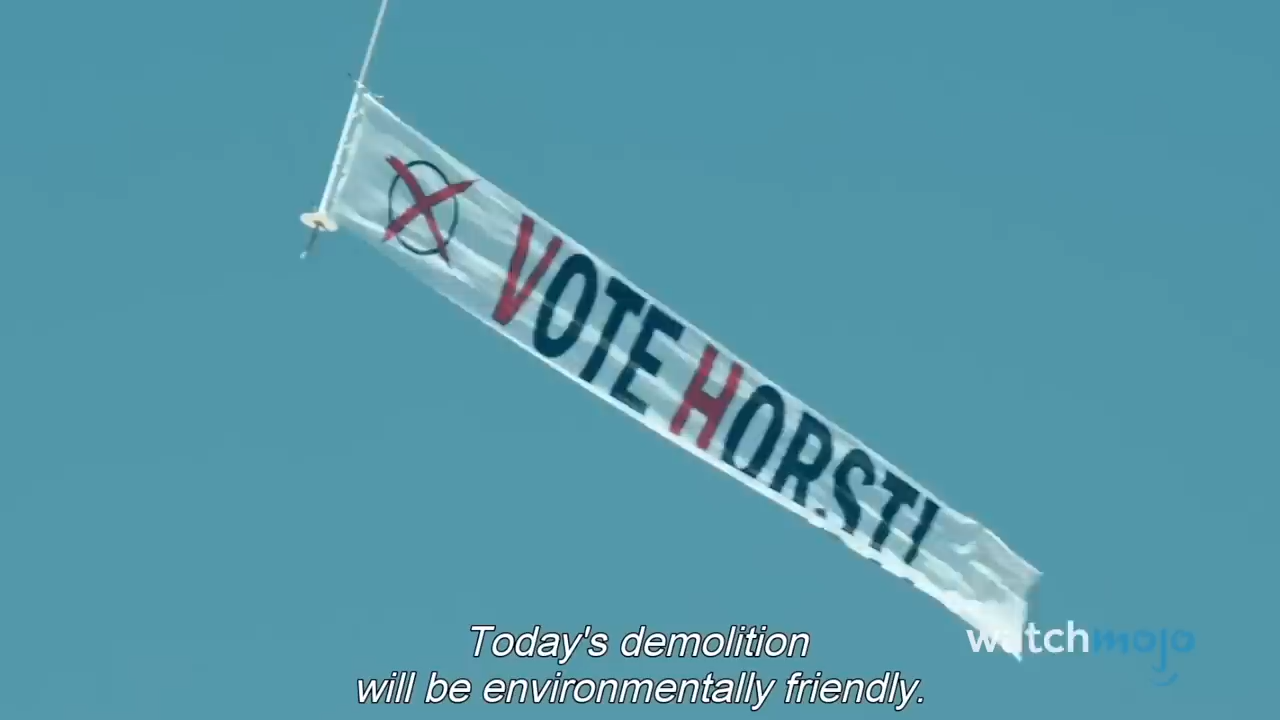 VOTE HORST!
watchmojo
Today's demolition
will be environmentally friendly.